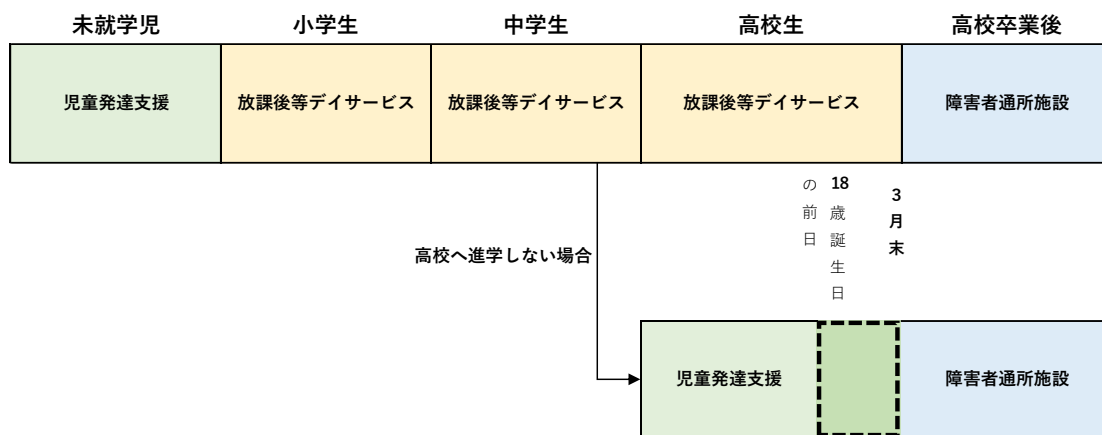 未就学児
小学生
中学生
高校生
高校卒業後
児童発達支援
放課後等デイサービス
放課後等デイサービス
放課後等デイサービス
障害者通所施設
18歳誕生日
の前日
3月末
高校へ進学しない場合
児童発達支援
障害者通所施設